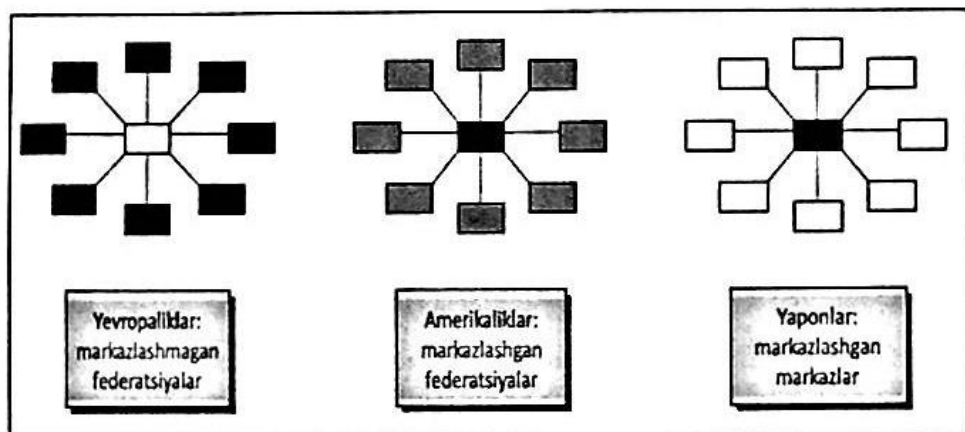 Yevropaliklar:
markazlashmagan
federatsiyalar
Amerikaliklar:
markazlashgan
federatsiyalar
Yaponlar:
markazlashgan
markazlar